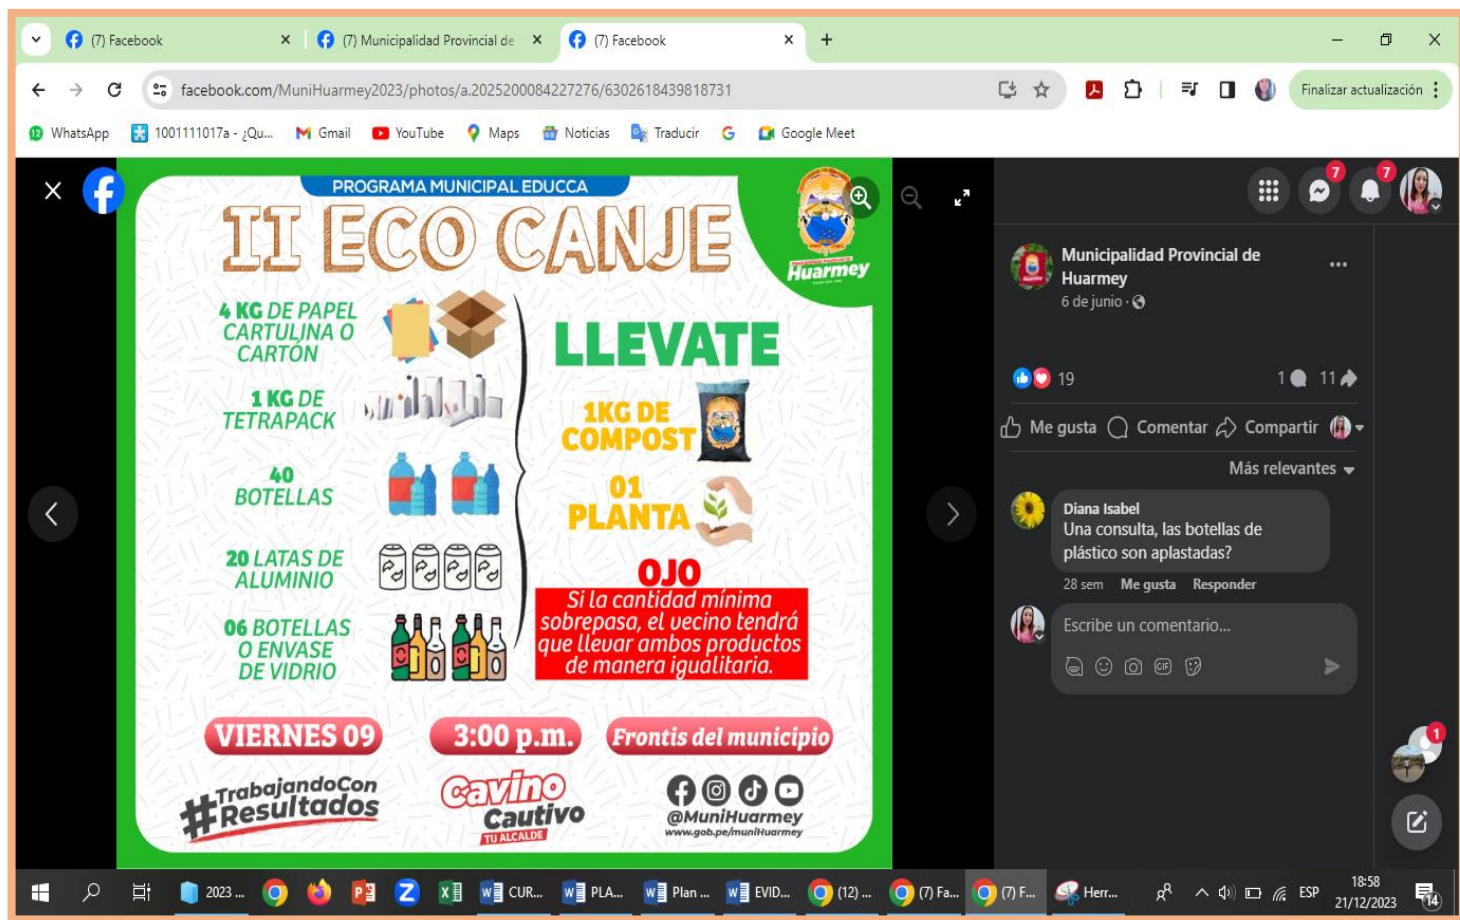 (7) Facebook
(7) Municipalidad Provincial de
(7) Facebook
facebook.com/MuniHuarmey2023/photos/a.2025200084227276/6302618439818731
Finalizar actualización
WhatsApp
1001111017a - ¿Qu...
Gmail
YouTube
Maps
Noticias
Traducir
Google Meet
PROGRAMA MUNICIPAL EDUCCA
II ECO CANJE
Huarmey
4 KG DE PAPEL
CARTULINA O
CARTÓN
1 KG DE
TETRAPACK
40
BOTELLAS
20 LATAS DE
ALUMINIO
06 BOTELLAS
O ENVASE
DE VIDRIO
LLEVATE
1KG DE
COMPOST
01
PLANTA
OJO
Si la cantidad mínima
sobrepasa, el vecino tendrá
que llevar ambos productos
de manera igualitaria.
VIERNES 09
3:00 p.m.
Frontis del municipio
#TrabajandoCon
Resultados
Cavino
Cautivo
TU ALCALDE
@MuniHuarmey
www.gob.pe/muniHuarmey
7
7
Municipalidad Provincial de
Huarmey
6 de junio ·
19
1
11
Me gusta
Comentar
Compartir
Más relevantes
Diana Isabel
Una consulta, las botellas de
plástico son aplastadas?
28 sem Me gusta Responder
Escribe un comentario...
GIF
1
2023 ...
CUR...
PLA...
Plan ...
EVID...
(12) ...
(7) Fa...
(7) F...
Herr...
ESP
18:58
21/12/2023
14